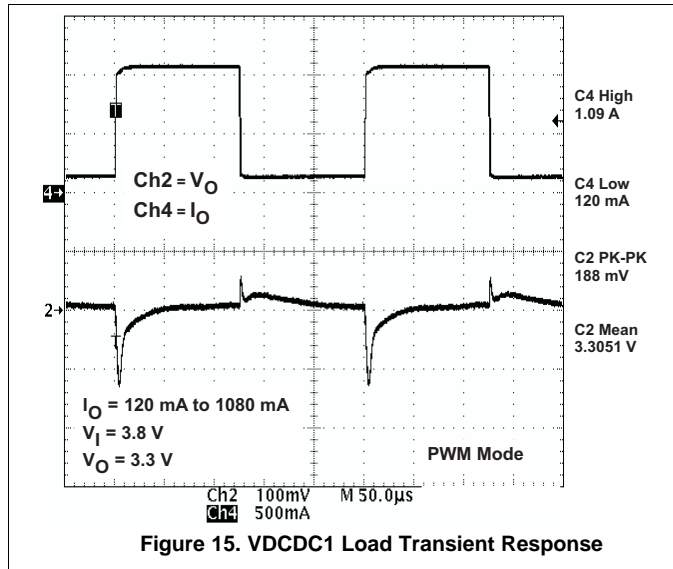 C4 High
1.09 A
Ch2 = VO
Ch4 = IO
4
C4 Low
120 mA
C2 PK-PK
188 mV
2
C2 Mean
3.3051 V
IO = 120 mA to 1080 mA
VI = 3.8 V
VO = 3.3 V
PWM Mode
Ch2 100mV M 50.0µs
Ch4 500mA
Figure 15. VDCDC1 Load Transient Response